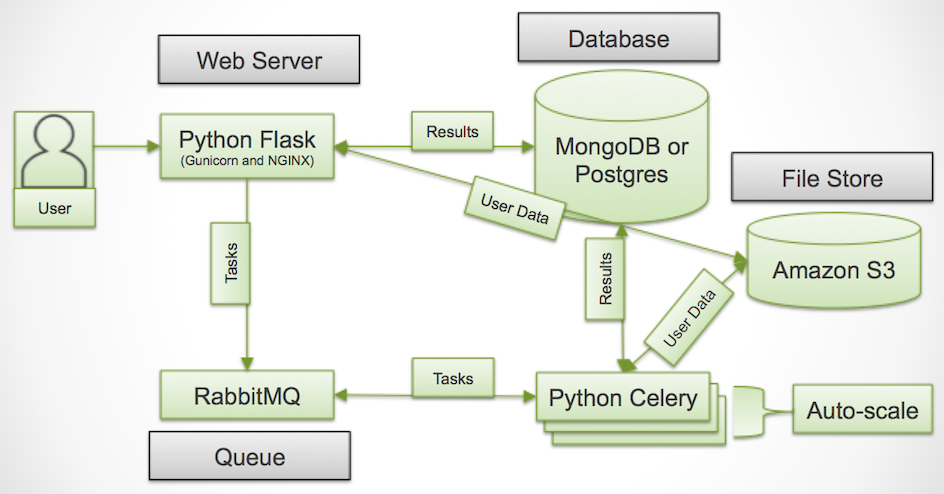 Database
Web Server
Python Flask
(Gunicorn and NGINX)
Results
MongoDB or
Postgres
File Store
User
User Data
Tasks
Results
Amazon S3
User Data
Tasks
RabbitMQ
Python Celery
Auto-scale
Queue